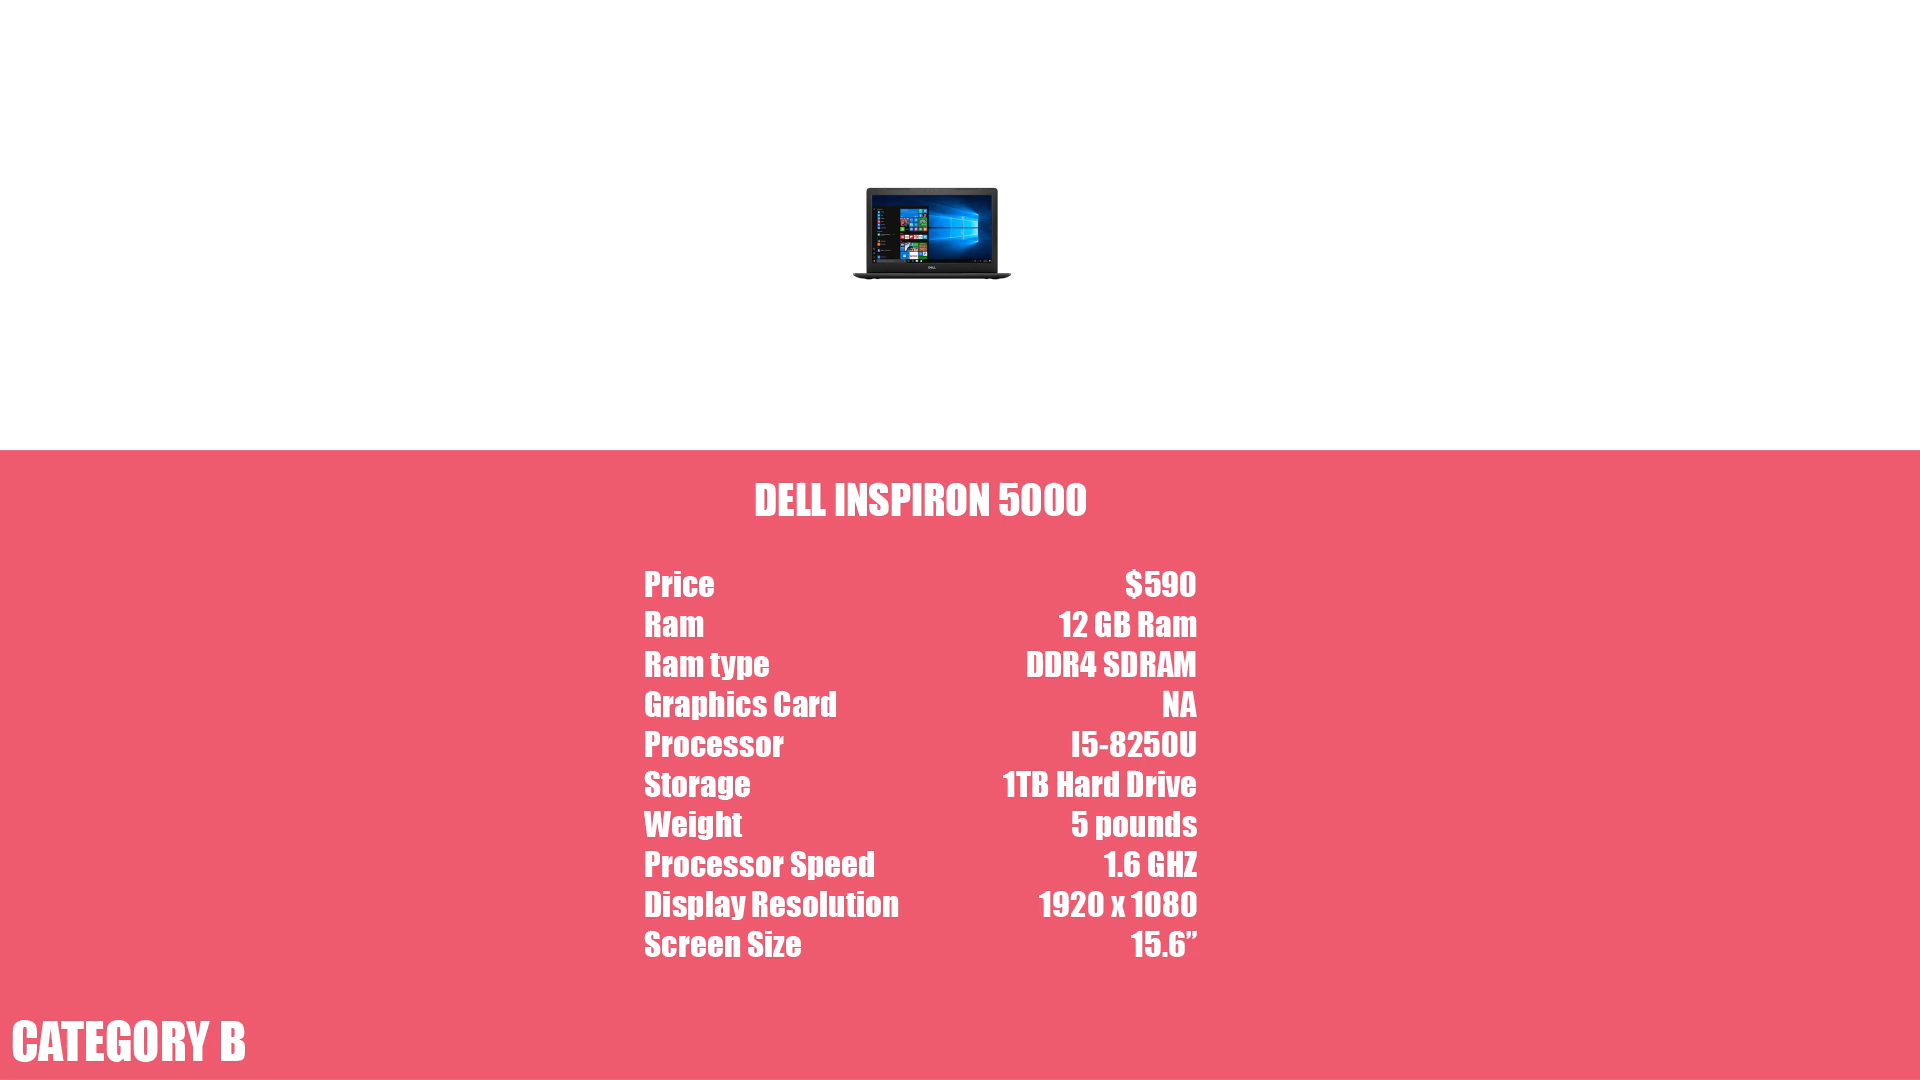 DELL INSPIRON 5000
Price $590
Ram 12 GB Ram
Ram type DDR4 SDRAM
Graphics Card NA
Processor I5-8250U
Storage 1TB Hard Drive
Weight 5 pounds
Processor Speed 1.6 GHZ
Display Resolution 1920 x 1080
Screen Size 15.6”
CATEGORY B